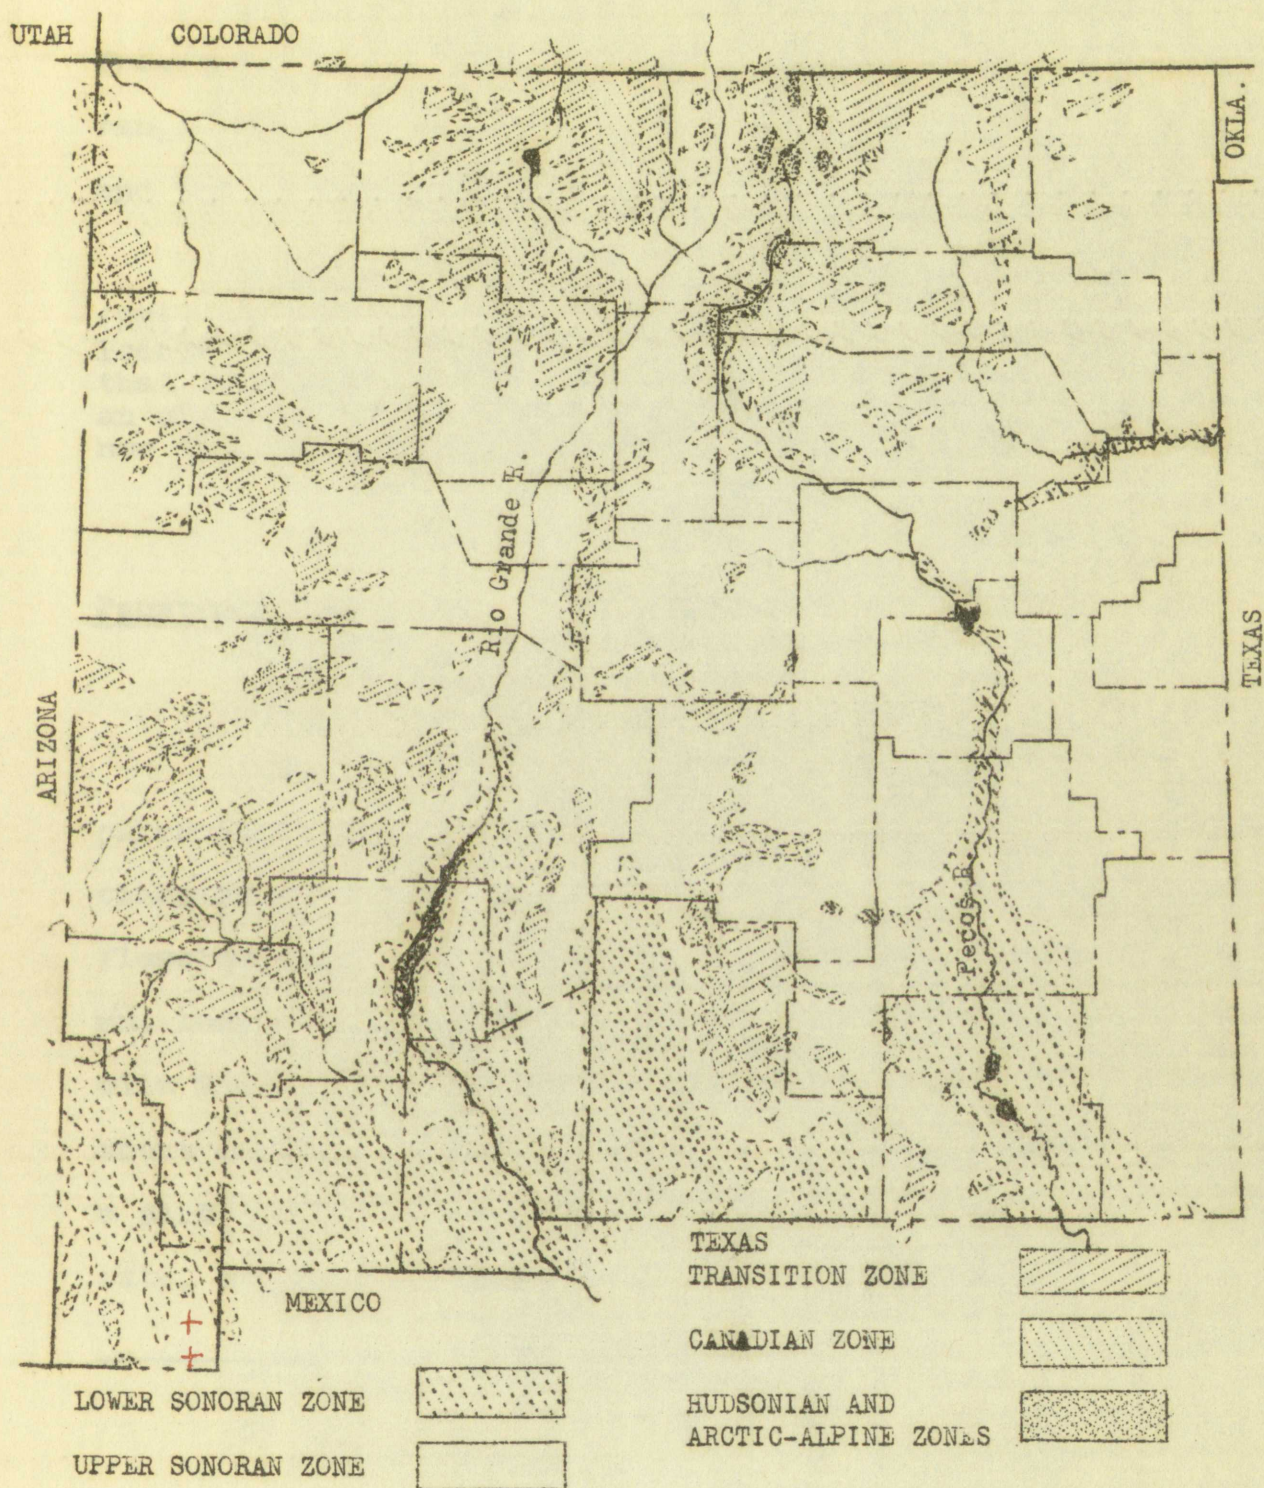 UTAH COLORADO
OKLA.
Rio Grande R.
ARIZONA
TEXAS
Pecos R.
TEXAS
TRANSITION ZONE
MEXICO
CANADIAN ZONE
LOWER SONORAN ZONE
HUDSONIAN AND
ARCTIC-ALPINE ZONES
UPPER SONORAN ZONE